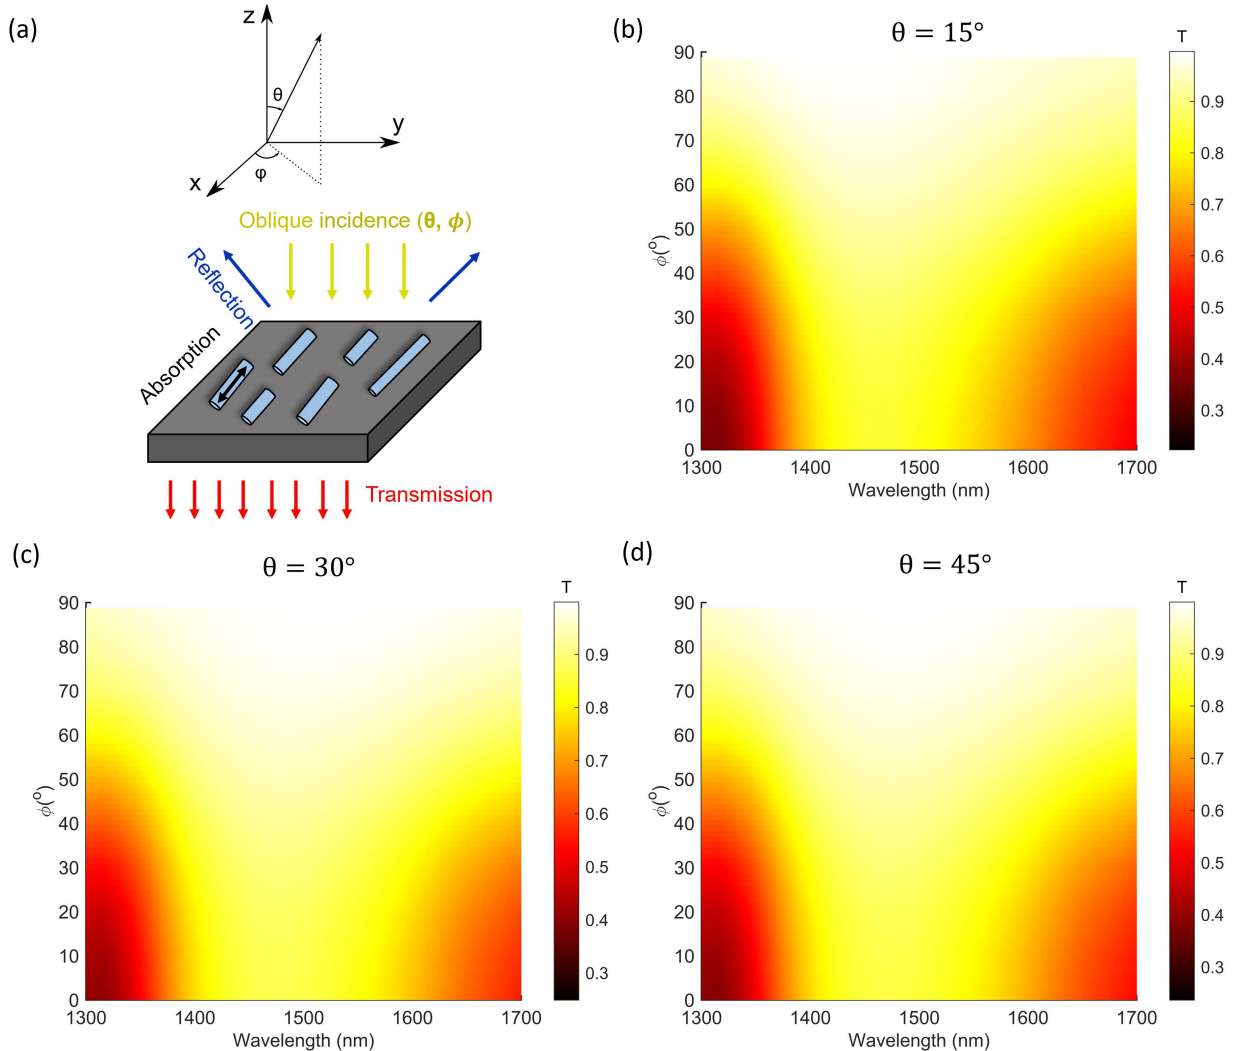 (a)
z
θ
y
x
φ
Oblique incidence (θ, ϕ)
Reflection
Absorption
Transmission
(b)
θ = 15°
T
90
80
70
60
50
40
30
20
10
0
ϕ(°)
1300 1400 1500 1600 1700
Wavelength (nm)
0.9
0.8
0.7
0.6
0.5
0.4
0.3
(c)
θ = 30°
T
90
80
70
60
50
40
30
20
10
0
ϕ(°)
1300 1400 1500 1600 1700
Wavelength (nm)
0.9
0.8
0.7
0.6
0.5
0.4
0.3
(d)
θ = 45°
T
90
80
70
60
50
40
30
20
10
0
ϕ(°)
1300 1400 1500 1600 1700
Wavelength (nm)
0.9
0.8
0.7
0.6
0.5
0.4
0.3